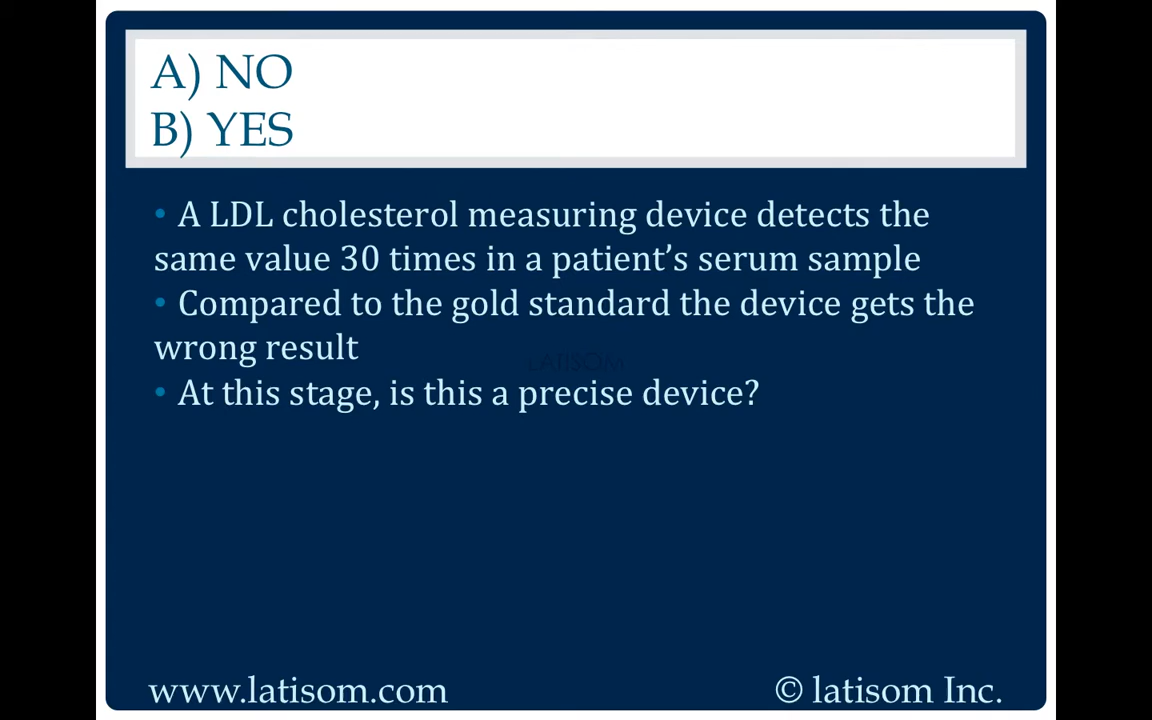 A) NO
B) YES
• A LDL cholesterol measuring device detects the
same value 30 times in a patient’s serum sample
• Compared to the gold standard the device gets the
wrong result
LATISOM
• At this stage, is this a precise device?
www.latisom.com
© latisom Inc.